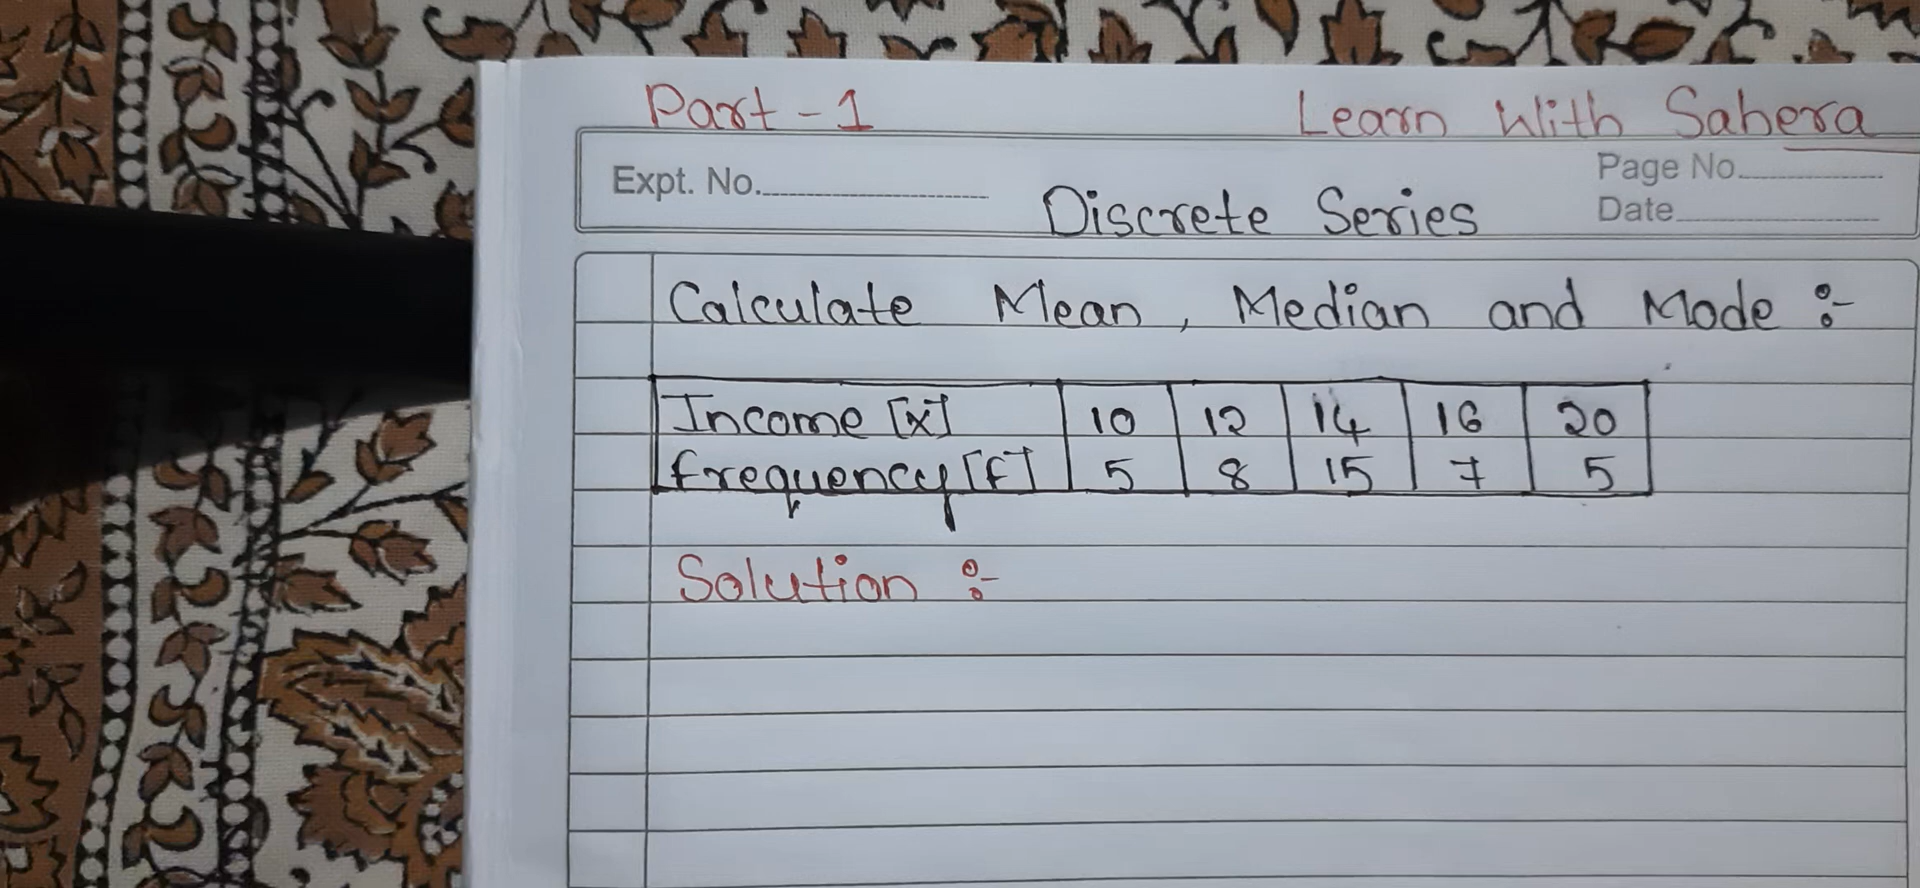 Part - 1 Learn With Sahera
Expt. No. Page No.
Discrete Series Date
Calculate Mean, Median and Mode :-
Income [x] 10 12 14 16 20
frequency [f] 5 8 15 7 5
Solution :-